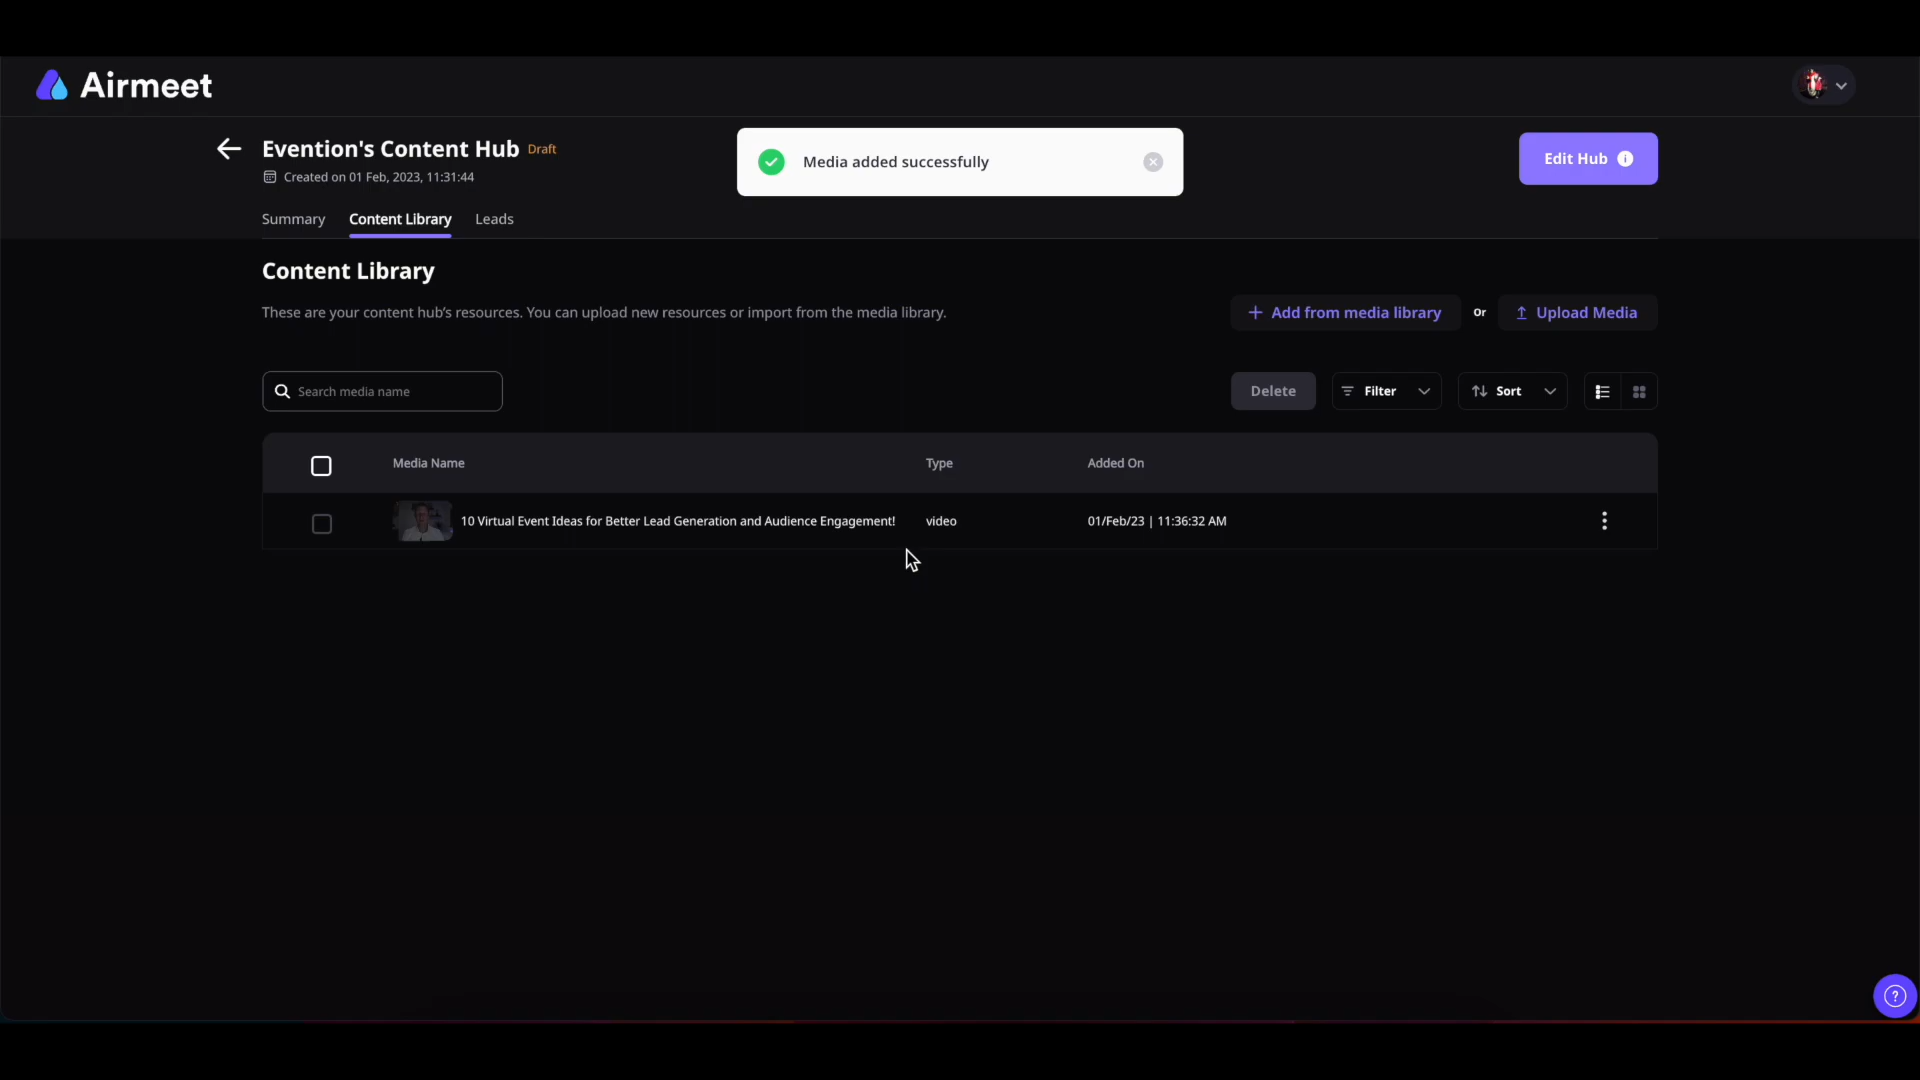 Airmeet
Evention's Content Hub Draft
Created on 01 Feb, 2023, 11:31:44
Media added successfully
Edit Hub
Summary Content Library Leads
Content Library
These are your content hub's resources. You can upload new resources or import from the media library.
Add from media library Or Upload Media
Search media name
Delete Filter Sort
Media Name Type Added On
10 Virtual Event Ideas for Better Lead Generation and Audience Engagement! video 01/Feb/23 | 11:36:32 AM